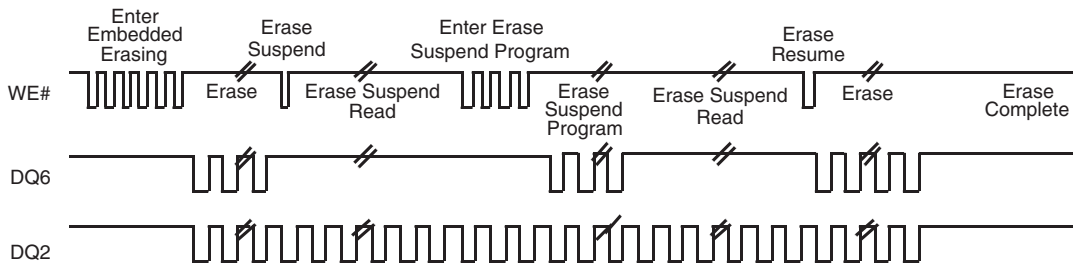 Enter
Embedded
Erasing
Erase
Suspend
Enter Erase
Suspend Program
Erase
Resume
WE#
Erase
Erase Suspend
Read
Erase
Suspend
Program
Erase Suspend
Read
Erase
Erase
Complete
DQ6
DQ2